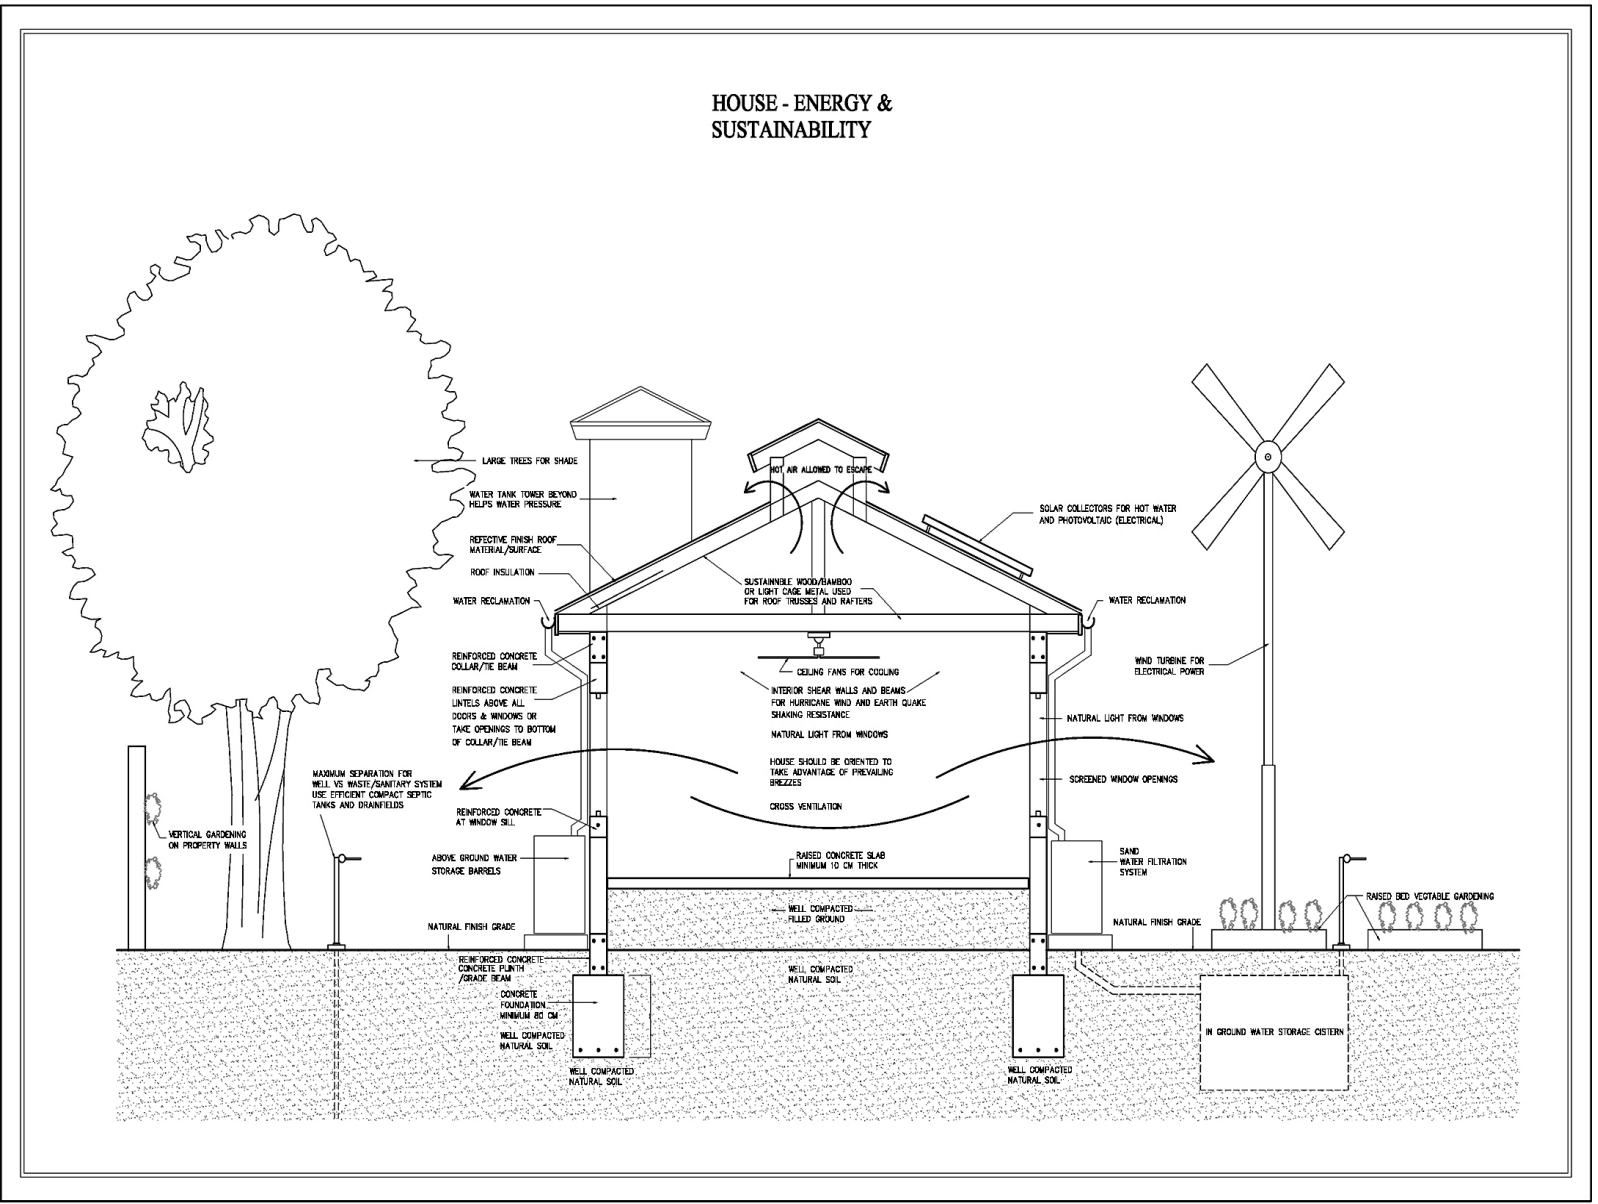 HOUSE - ENERGY &
SUSTAINABILITY
LARGE TREES FOR SHADE
WATER TANK TOWER BEYOND
HELPS WATER PRESSURE
REFECTIVE FINISH ROOF
MATERIAL/SURFACE
ROOF INSULATION
WATER RECLAMATION
HOT AIR ALLOWED TO ESCAPE
SOLAR COLLECTORS FOR HOT WATER
AND PHOTOVOLTAIC (ELECTRICAL)
SUSTAINNBLE WOOD/BAMBOO
OR LIGHT CAGE METAL USED
FOR ROOF TRUSSES AND RAFTERS
WATER RECLAMATION
REINFORCED CONCRETE
COLLAR/TIE BEAM
REINFORCED CONCRETE
LINTELS ABOVE ALL
DOORS & WINDOWS OR
TAKE OPENINGS TO BOTTOM
OF COLLAR/TIE BEAM
CEILING FANS FOR COOLING
INTERIOR SHEAR WALLS AND BEAMS
FOR HURRICANE WIND AND EARTH QUAKE
SHAKING RESISTANCE
NATURAL LIGHT FROM WINDOWS
HOUSE SHOULD BE ORIENTED TO
TAKE ADVANTAGE OF PREVAILING
BREZZES
CROSS VENTILATION
WIND TURBINE FOR
ELECTRICAL POWER
NATURAL LIGHT FROM WINDOWS
SCREENED WINDOW OPENINGS
MAXIMUM SEPARATION FOR
WELL VS WASTE/SANITARY SYSTEM
USE EFFICIENT COMPACT SEPTIC
TANKS AND DRAINFIELDS
VERTICAL GARDENING
ON PROPERTY WALLS
REINFORCED CONCRETE
AT WINDOW SILL
ABOVE GROUND WATER
STORAGE BARRELS
RAISED CONCRETE SLAB
MINIMUM 10 CM THICK
SAND
WATER FILTRATION
SYSTEM
RAISED BED VEGTABLE GARDENING
NATURAL FINISH GRADE
WELL COMPACTED
FILLED GROUND
NATURAL FINISH GRADE
REINFORCED CONCRETE
CONCRETE PLINTH
/GRADE BEAM
WELL COMPACTED
NATURAL SOIL
CONCRETE
FOUNDATION
MINIMUM 80 CM
WELL COMPACTED
NATURAL SOIL
IN GROUND WATER STORAGE CISTERN
WELL COMPACTED
NATURAL SOIL
WELL COMPACTED
NATURAL SOIL